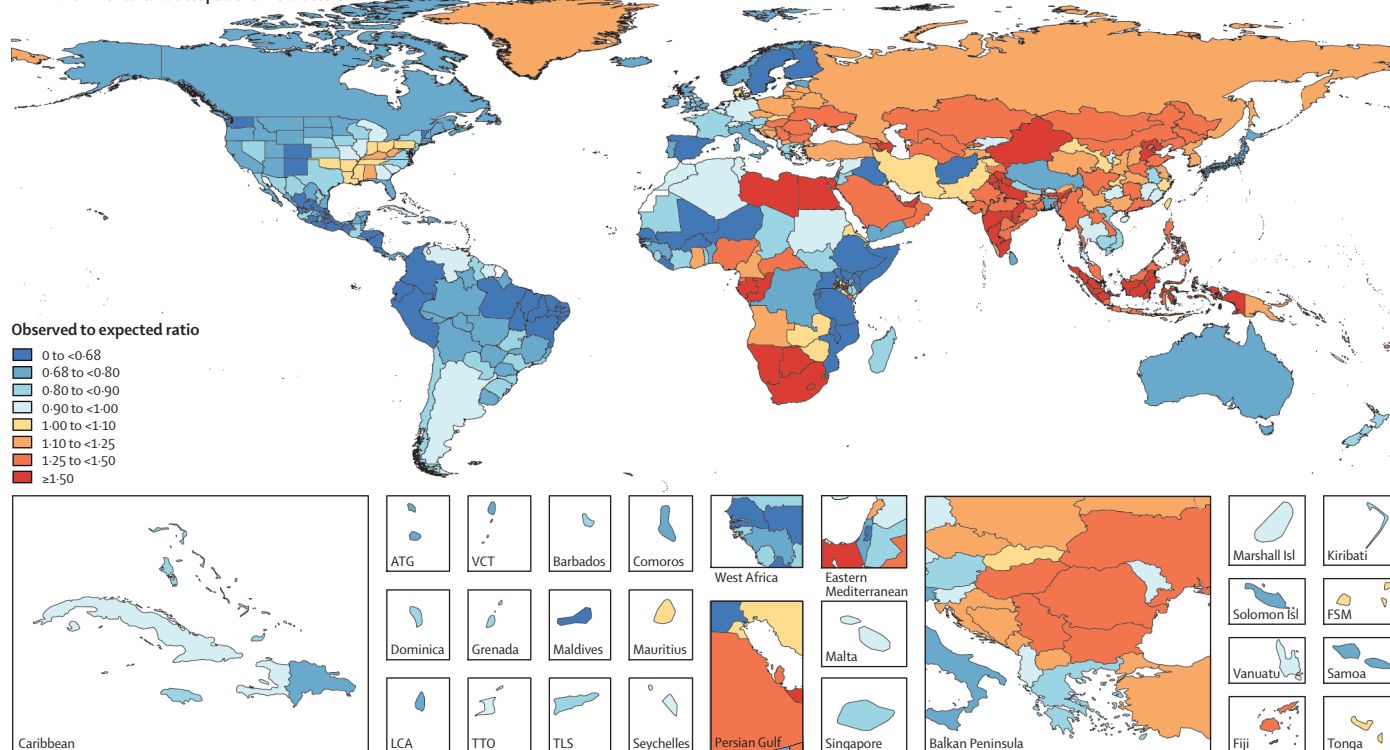 Observed to expected ratio
0 to <0·68
0·68 to <0·80
0·80 to <0·90
0·90 to <1·00
1·00 to <1·10
1·10 to <1·25
1·25 to <1·50
≥1·50
Caribbean
ATG
VCT
Barbados
Comoros
West Africa
Eastern
Mediterranean
Marshall Isl
Kiribati
Dominica
Grenada
Maldives
Mauritius
Malta
Solomon Isl
FSM
Vanuatu
Samoa
LCA
TTO
TLS
Seychelles
Persian Gulf
Singapore
Balkan Peninsula
Fiji
Tonga